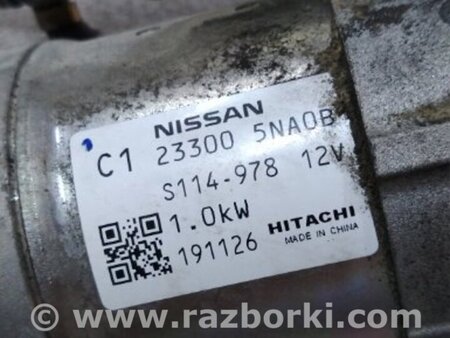 NISSAN
C1 23300 5NA0B
S114-978 12V
1.0kW
HITACHI
191126 MADE IN CHINA
www.razborki.com